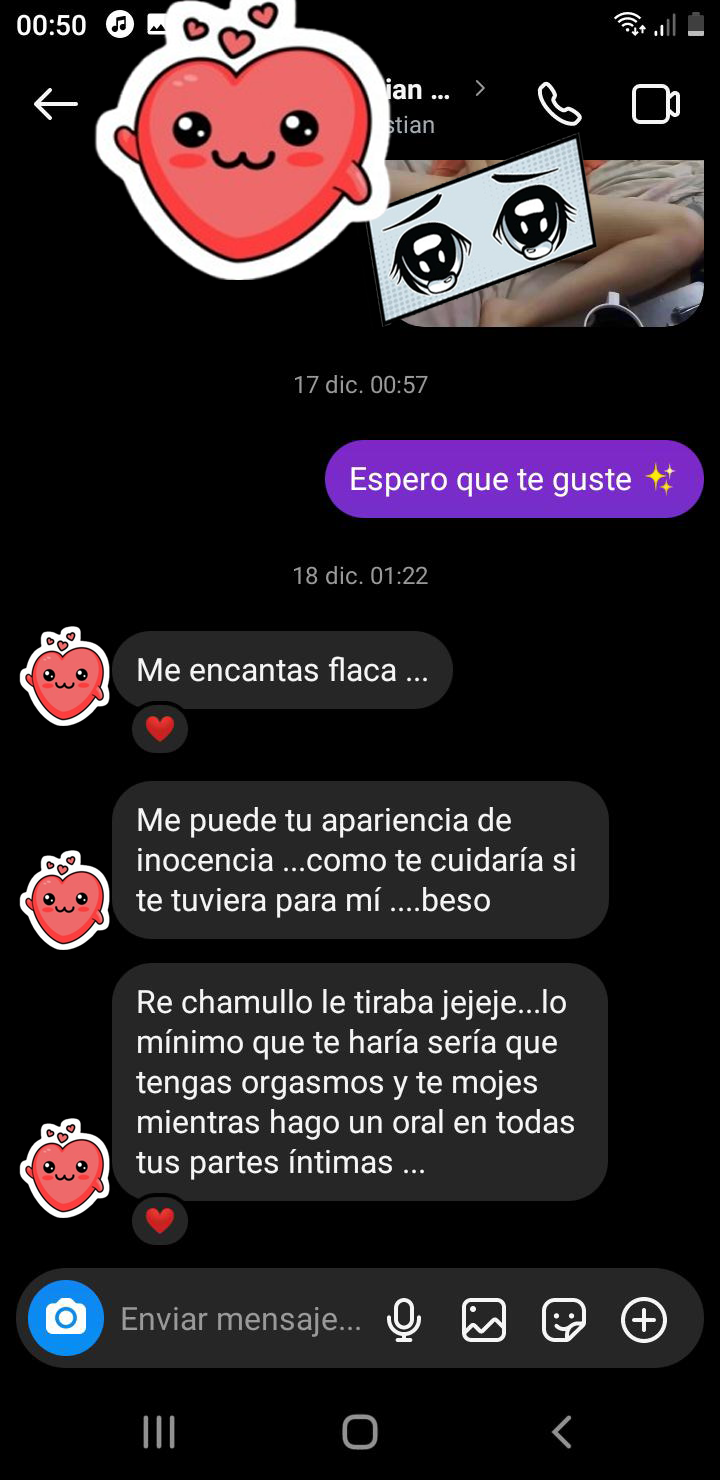 00:50
ian ...
stian
17 dic. 00:57
Espero que te guste ✨
18 dic. 01:22
Me encantas flaca ...
Me puede tu apariencia de
inocencia ...como te cuidaría si
te tuviera para mí ....beso
Re chamullo le tiraba jejeje...lo
mínimo que te haría sería que
tengas orgasmos y te mojes
mientras hago un oral en todas
tus partes íntimas ...
Enviar mensaje...